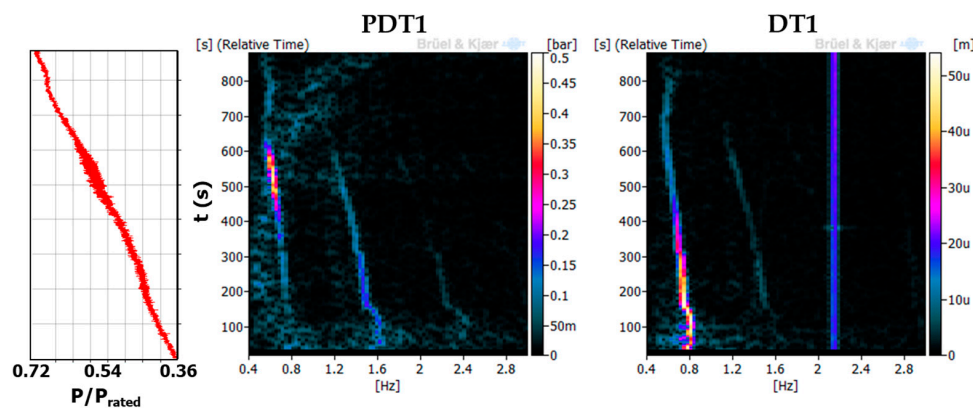 PDT1
DT1
[s] (Relative Time)
Brüel & Kjær
[bar]
[s] (Relative Time)
Brüel & Kjær
[m]
800
700
600
500
400
300
200
100
0.5
0.45
0.4
0.35
0.3
0.25
0.2
0.15
0.1
50m
0
800
700
600
500
400
300
200
100
50u
40u
30u
20u
10u
0
t (s)
0.72 0.54 0.36
P/Prated
0.4 0.8 1.2 1.6 2 2.4 2.8
[Hz]
0.4 0.8 1.2 1.6 2 2.4 2.8
[Hz]